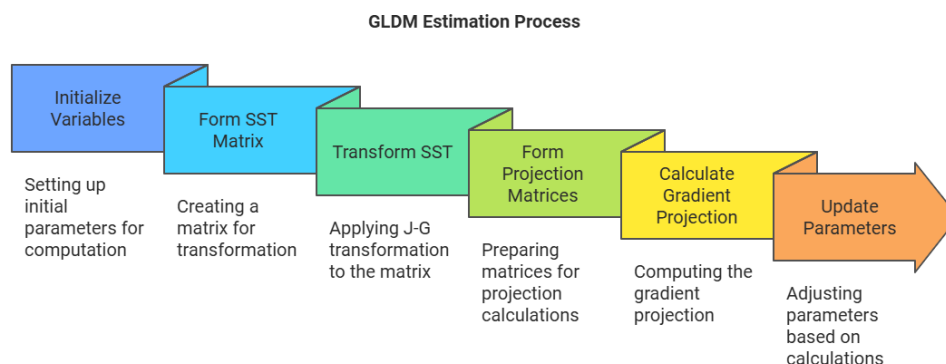 GLDM Estimation Process
Initialize
Variables
Setting up
initial
parameters for
computation
Form SST
Matrix
Creating a
matrix for
transformation
Transform SST
Applying J-G
transformation
to the matrix
Form
Projection
Matrices
Preparing
matrices for
projection
calculations
Calculate
Gradient
Projection
Computing the
gradient
projection
Update
Parameters
Adjusting
parameters
based on
calculations